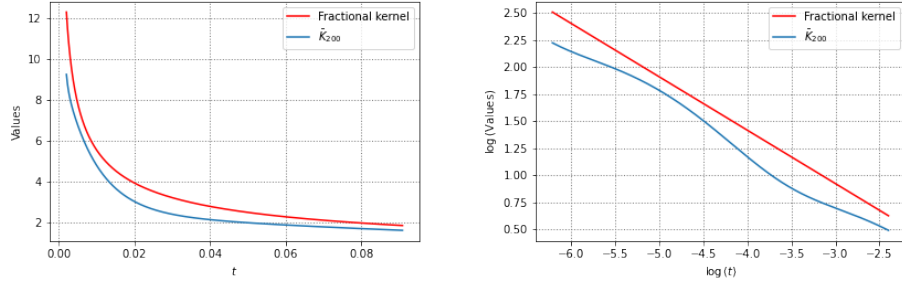 Fractional kernel
K̄₂₀₀
12
10
8
6
4
2
Values
0.00 0.02 0.04 0.06 0.08
t
Fractional kernel
K̄₂₀₀
2.50
2.25
2.00
1.75
1.50
1.25
1.00
0.75
0.50
log (Values)
−6.0 −5.5 −5.0 −4.5 −4.0 −3.5 −3.0 −2.5
log (t)